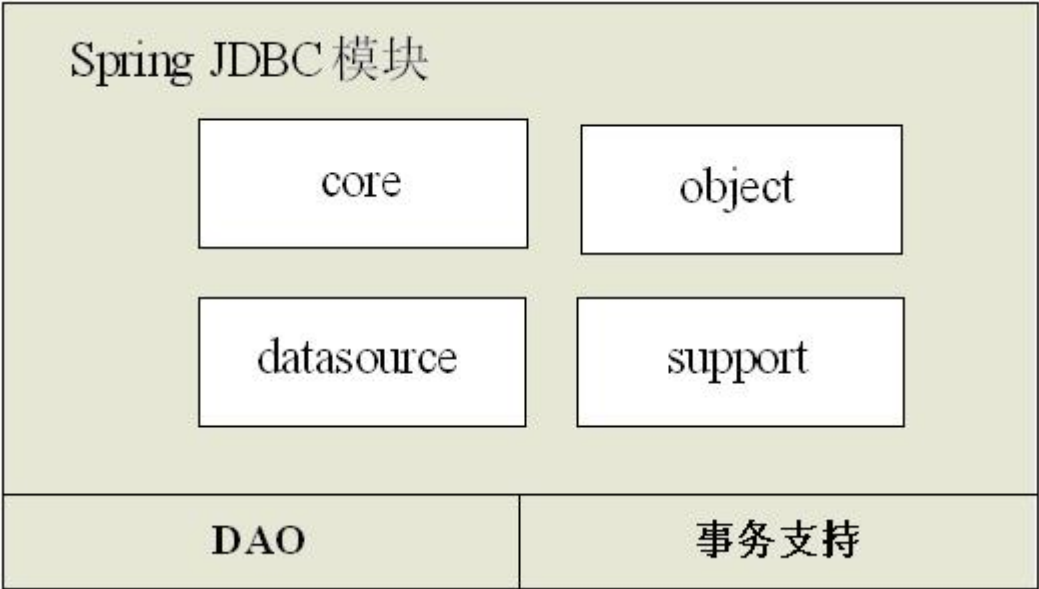 Spring JDBC 模块
core
object
datasource
support
DAO
事务支持